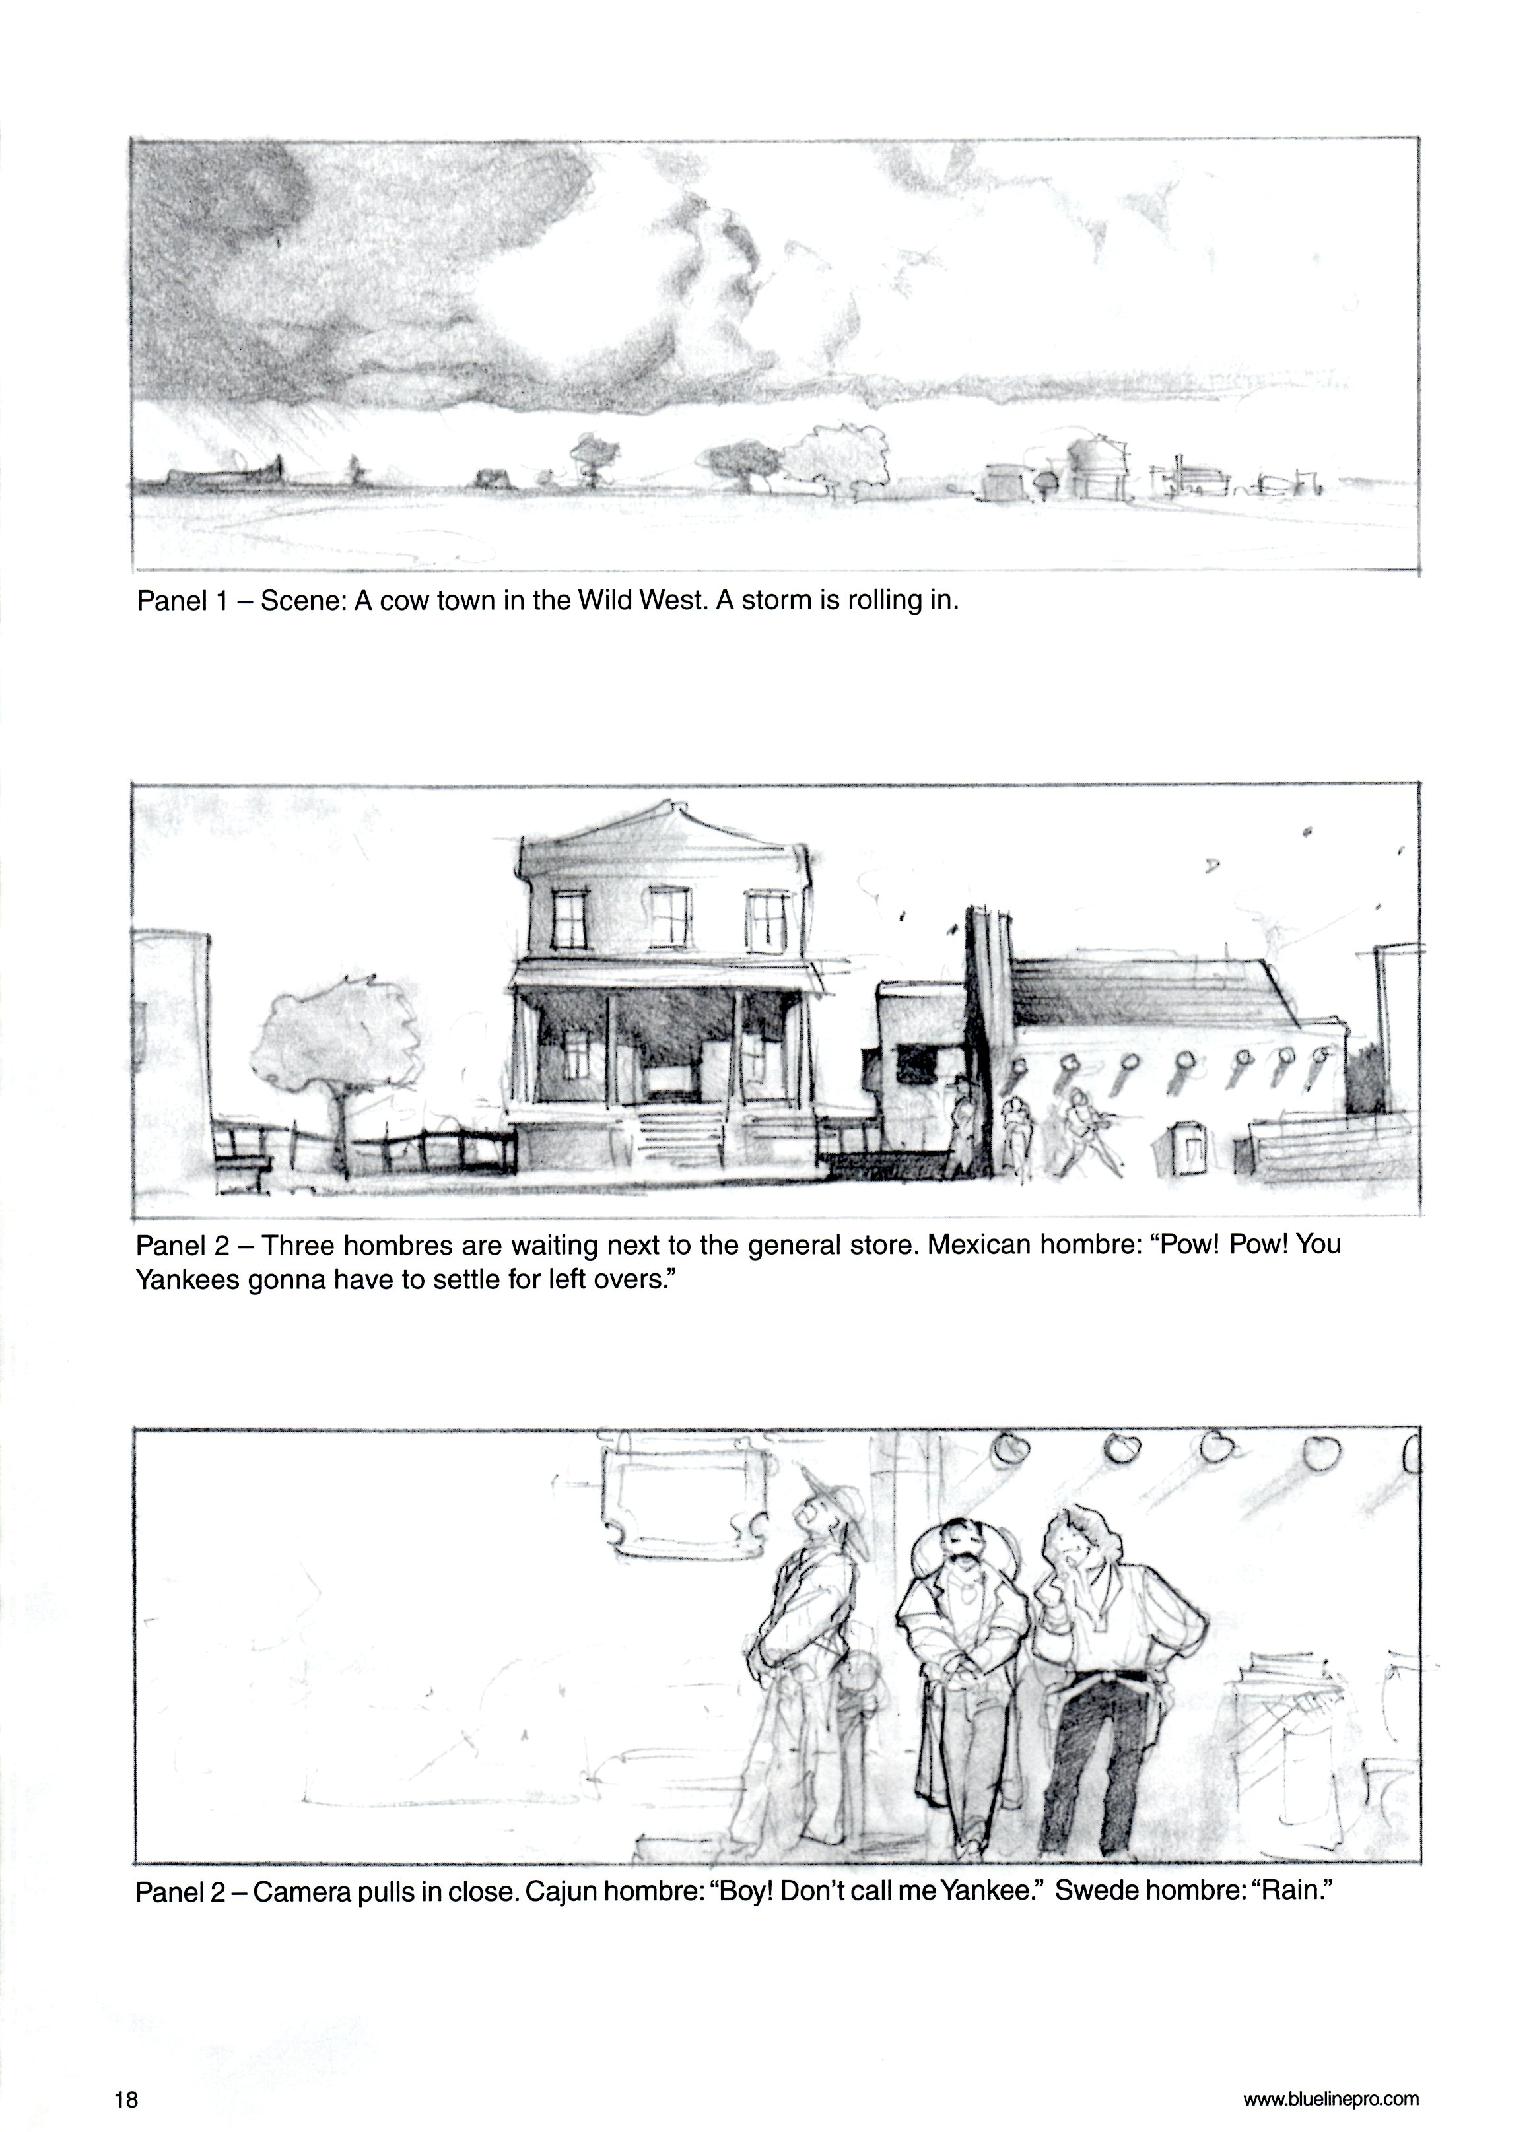 Panel 1 – Scene: A cow town in the Wild West. A storm is rolling in.
Panel 2 – Three hombres are waiting next to the general store. Mexican hombre: “Pow! Pow! You
Yankees gonna have to settle for left overs.”
Panel 2 – Camera pulls in close. Cajun hombre: “Boy! Don’t call me Yankee.” Swede hombre: “Rain.”
18
www.bluelinepro.com